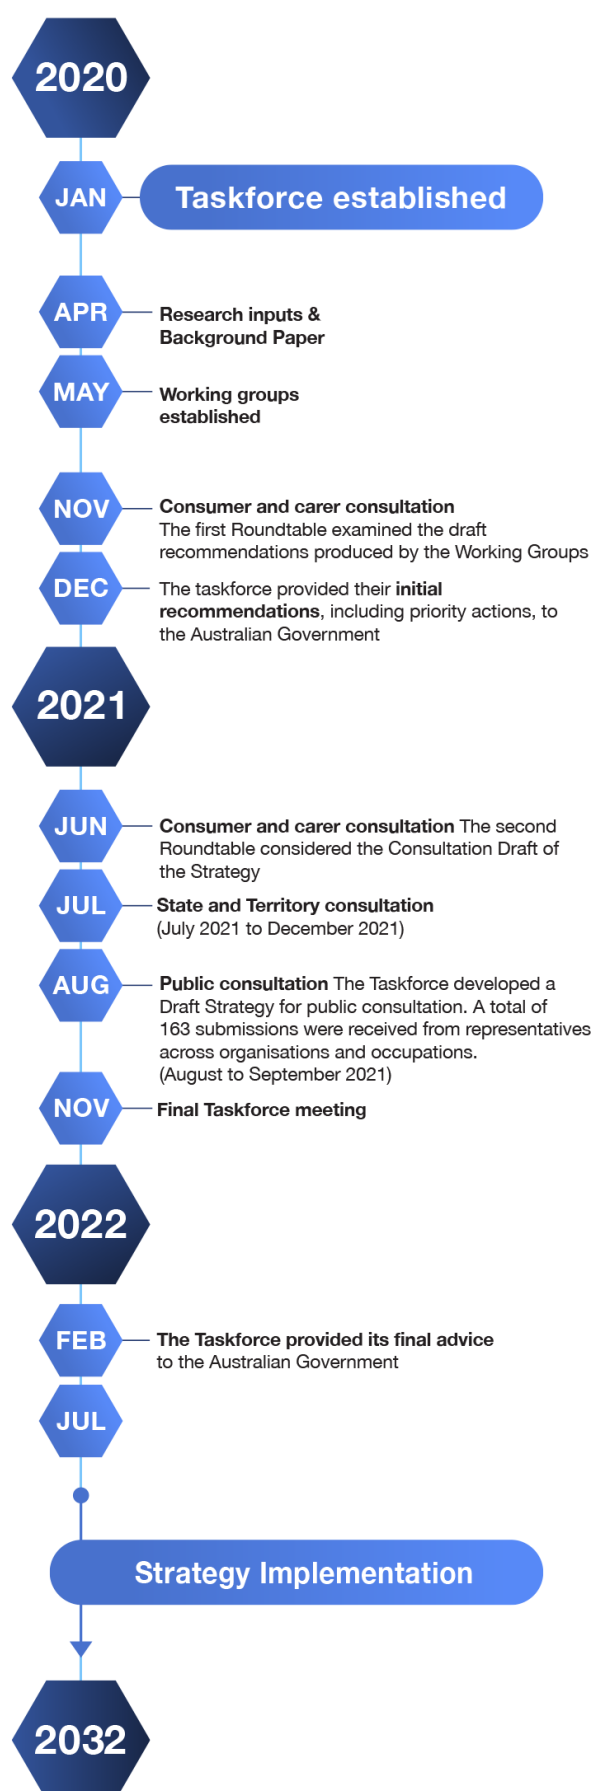 2020
JAN
Taskforce established
APR
Research inputs &
Background Paper
MAY
Working groups
established
NOV
Consumer and carer consultation
The first Roundtable examined the draft
recommendations produced by the Working Groups
DEC
The taskforce provided their initial
recommendations, including priority actions, to
the Australian Government
2021
JUN
Consumer and carer consultation The second
Roundtable considered the Consultation Draft of
the Strategy
JUL
State and Territory consultation
(July 2021 to December 2021)
AUG
Public consultation The Taskforce developed a
Draft Strategy for public consultation. A total of
163 submissions were received from representatives
across organisations and occupations.
(August to September 2021)
NOV
Final Taskforce meeting
2022
FEB
The Taskforce provided its final advice
to the Australian Government
JUL
Strategy Implementation
2032